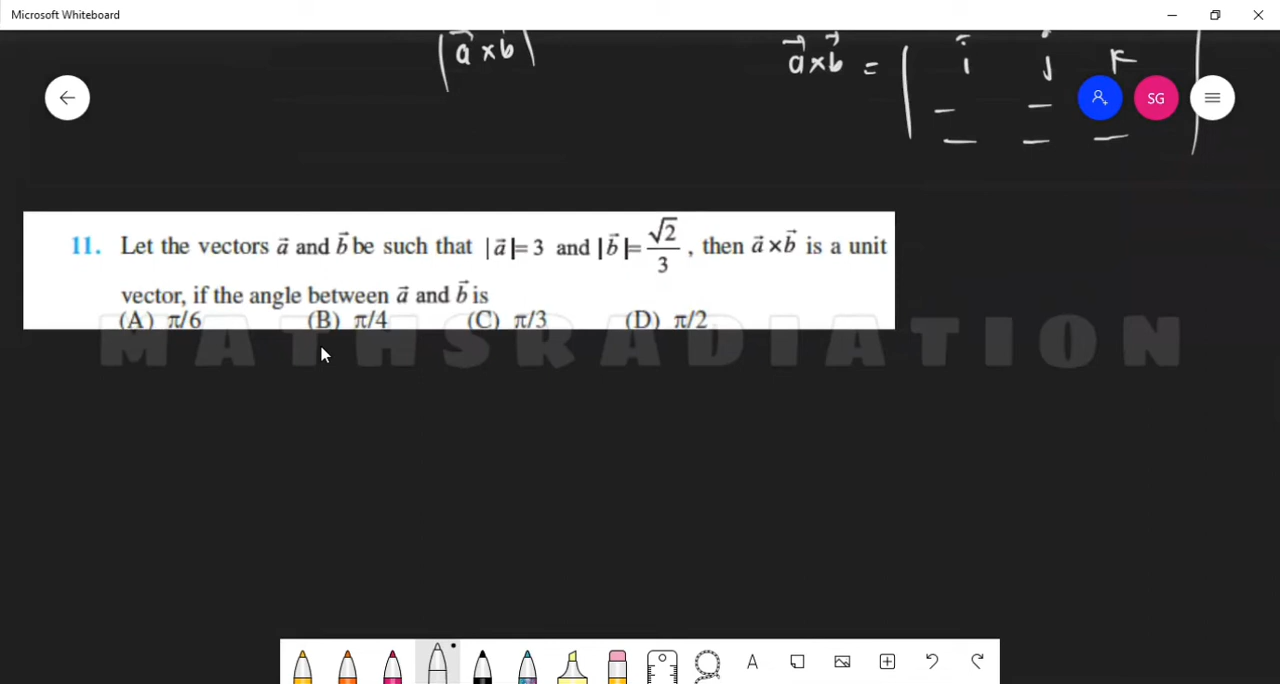 Microsoft Whiteboard
|a⃗ × b⃗| a⃗ × b⃗ = | i j k |
SG
11. Let the vectors a⃗ and b⃗ be such that |a⃗|=3 and |b⃗|=√2/3, then a⃗×b⃗ is a unit
vector, if the angle between a⃗ and b⃗ is
(A) π/6 (B) π/4 (C) π/3 (D) π/2
MATHSRADIATION
A